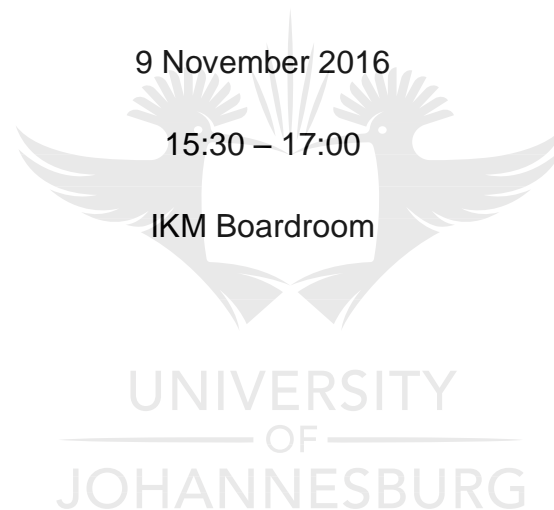 9 November 2016
15:30 – 17:00
IKM Boardroom
UNIVERSITY
OF
JOHANNESBURG